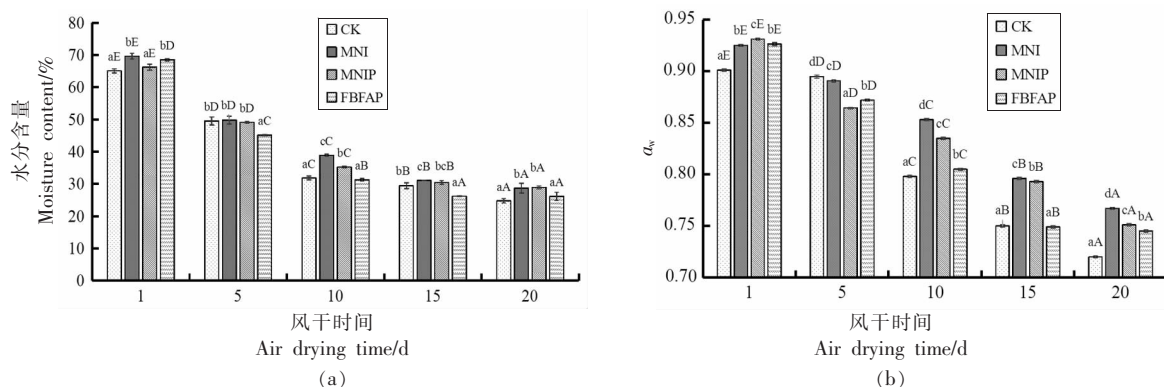 80
70
60
50
40
30
20
10
0
水分含量
Moisture content/%
CK
MNI
MNIP
FBFAP
aE bE aE bD
bD bD bD aC
aC cC bC aB
bB cB bcB aA
aA bA bA aA
1 5 10 15 20
风干时间
Air drying time/d
(a)
0.95
0.90
0.85
0.80
0.75
0.70
aw
CK
MNI
MNIP
FBFAP
aE bE cE bE
dD cD aD bD
aC dC cC bC
aB bB bB aB
aA dA cA bA
1 5 10 15 20
风干时间
Air drying time/d
(b)